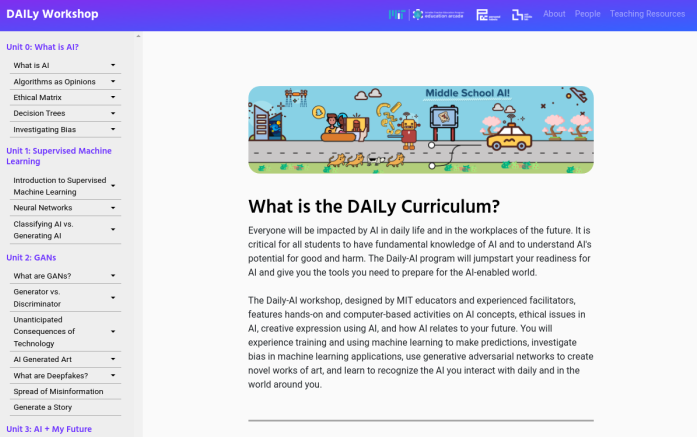 DAILy Workshop
MIT
education arcade
About People Teaching Resources
Unit 0: What is AI?
What is AI
Algorithms as Opinions
Ethical Matrix
Decision Trees
Investigating Bias
Unit 1: Supervised Machine
Learning
Introduction to Supervised
Machine Learning
Neural Networks
Classifying AI vs.
Generating AI
Unit 2: GANs
What are GANs?
Generator vs.
Discriminator
Unanticipated
Consequences of
Technology
AI Generated Art
What are Deepfakes?
Spread of Misinformation
Generate a Story
Unit 3: AI + My Future
Middle School AI!
What is the DAILy Curriculum?
Everyone will be impacted by AI in daily life and in the workplaces of the future. It is
critical for all students to have fundamental knowledge of AI and to understand AI's
potential for good and harm. The Daily-AI program will jumpstart your readiness for
AI and give you the tools you need to prepare for the AI-enabled world.
The Daily-AI workshop, designed by MIT educators and experienced facilitators,
features hands-on and computer-based activities on AI concepts, ethical issues in
AI, creative expression using AI, and how AI relates to your future. You will
experience training and using machine learning to make predictions, investigate
bias in machine learning applications, use generative adversarial networks to create
novel works of art, and learn to recognize the AI you interact with daily and in the
world around you.